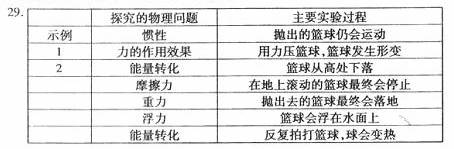 29.
探究的物理问题 主要实验过程
示例 惯性 抛出的篮球仍会运动
1 力的作用效果 用力压篮球,篮球发生形变
2 能量转化 篮球从高处下落
摩擦力 在地上滚动的篮球最终会停止
重力 抛出去的篮球最终会落地
浮力 篮球会浮在水面上
能量转化 反复拍打篮球,球会变热